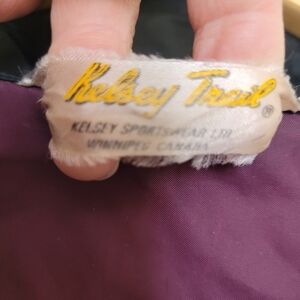 Kelsey Trail ®
KELSEY SPORTSWEAR LTD.
WINNIPEG CANADA